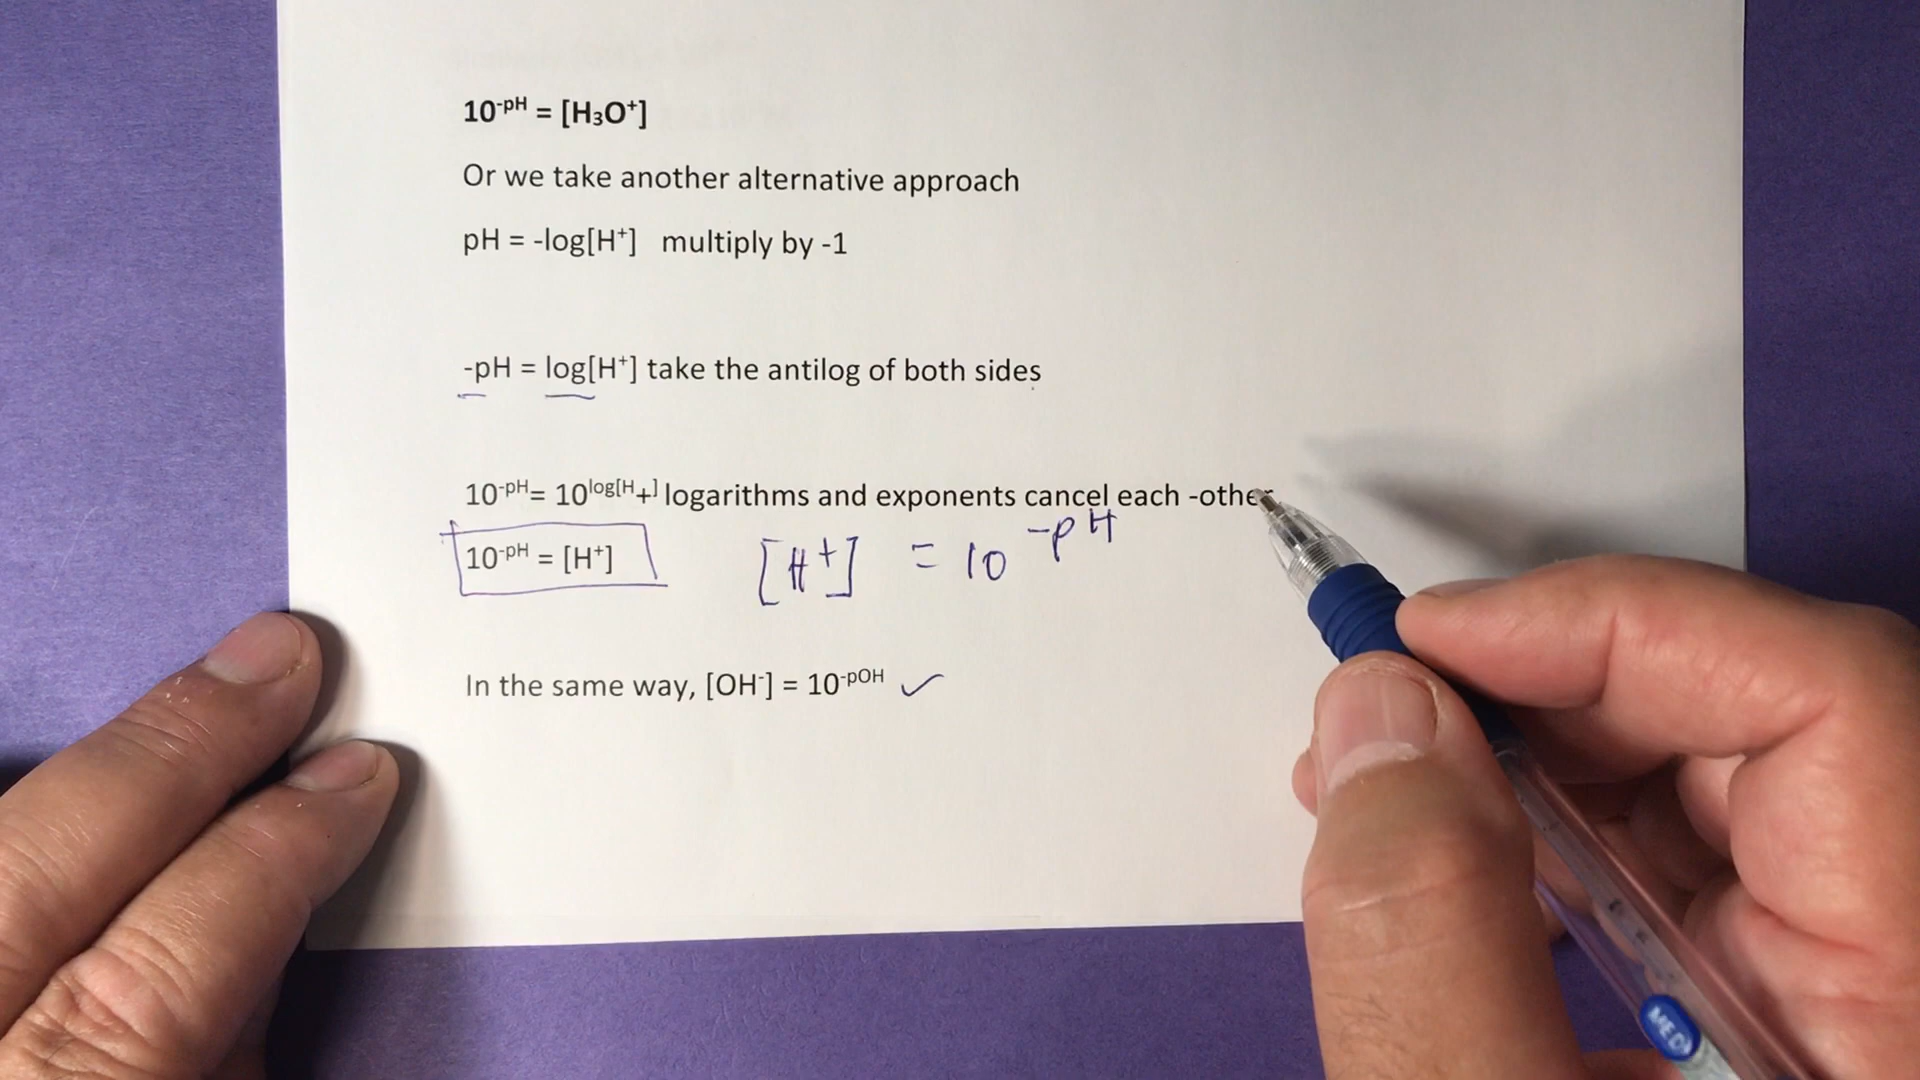 10⁻ᵖᴴ = [H₃O⁺]
Or we take another alternative approach
pH = -log[H⁺] multiply by -1
-pH = log[H⁺] take the antilog of both sides
10⁻ᵖᴴ= 10ˡᵒᵍ[ᴴ+] logarithms and exponents cancel each -other
10⁻ᵖᴴ = [H⁺] [H⁺] = 10⁻ᵖᴴ
In the same way, [OH⁻] = 10⁻ᵖᴼᴴ ✓
MED